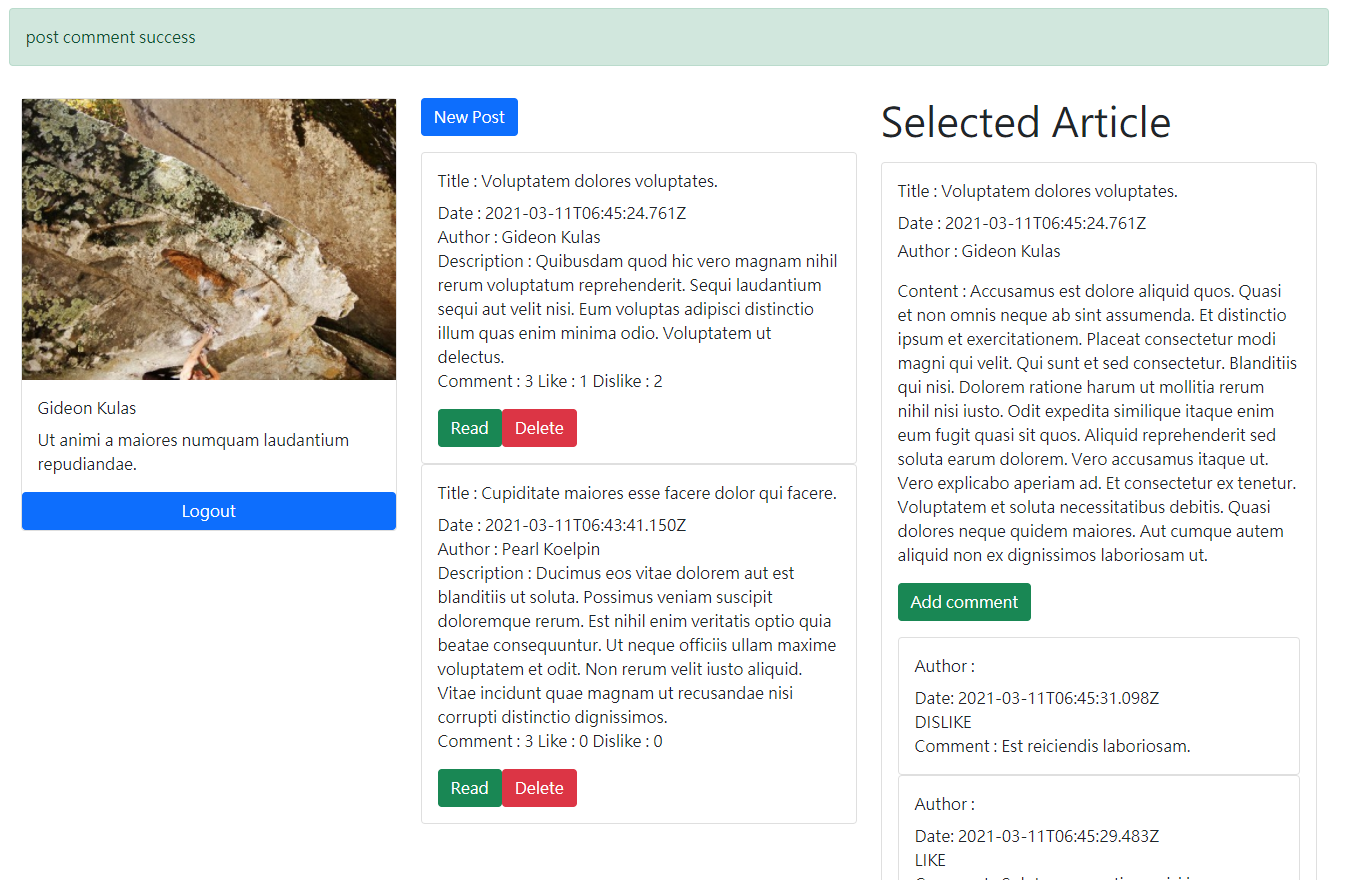 post comment success
Gideon Kulas
Ut animi a maiores numquam laudantium
repudiandae.
Logout
New Post
Title : Voluptatem dolores voluptates.
Date : 2021-03-11T06:45:24.761Z
Author : Gideon Kulas
Description : Quibusdam quod hic vero magnam nihil
rerum voluptatum reprehenderit. Sequi laudantium
sequi aut velit nisi. Eum voluptas adipisci distinctio
illum quas enim minima odio. Voluptatem ut
delectus.
Comment : 3 Like : 1 Dislike : 2
Read Delete
Title : Cupiditate maiores esse facere dolor qui facere.
Date : 2021-03-11T06:43:41.150Z
Author : Pearl Koelpin
Description : Ducimus eos vitae dolorem aut est
blanditiis ut soluta. Possimus veniam suscipit
doloremque rerum. Est nihil enim veritatis optio quia
beatae consequuntur. Ut neque officiis ullam maxime
voluptatem et odit. Non rerum velit iusto aliquid.
Vitae incidunt quae magnam ut recusandae nisi
corrupti distinctio dignissimos.
Comment : 3 Like : 0 Dislike : 0
Read Delete
Selected Article
Title : Voluptatem dolores voluptates.
Date : 2021-03-11T06:45:24.761Z
Author : Gideon Kulas
Content : Accusamus est dolore aliquid quos. Quasi
et non omnis neque ab sint assumenda. Et distinctio
ipsum et exercitationem. Placeat consectetur modi
magni qui velit. Qui sunt et sed consectetur. Blanditiis
qui nisi. Dolorem ratione harum ut mollitia rerum
nihil nisi iusto. Odit expedita similique itaque enim
eum fugit quasi sit quos. Aliquid reprehenderit sed
soluta earum dolorem. Vero accusamus itaque ut.
Vero explicabo aperiam ad. Et consectetur ex tenetur.
Voluptatem et soluta necessitatibus debitis. Quasi
dolores neque quidem maiores. Aut cumque autem
aliquid non ex dignissimos laboriosam ut.
Add comment
Author :
Date: 2021-03-11T06:45:31.098Z
DISLIKE
Comment : Est reiciendis laboriosam.
Author :
Date: 2021-03-11T06:45:29.483Z
LIKE